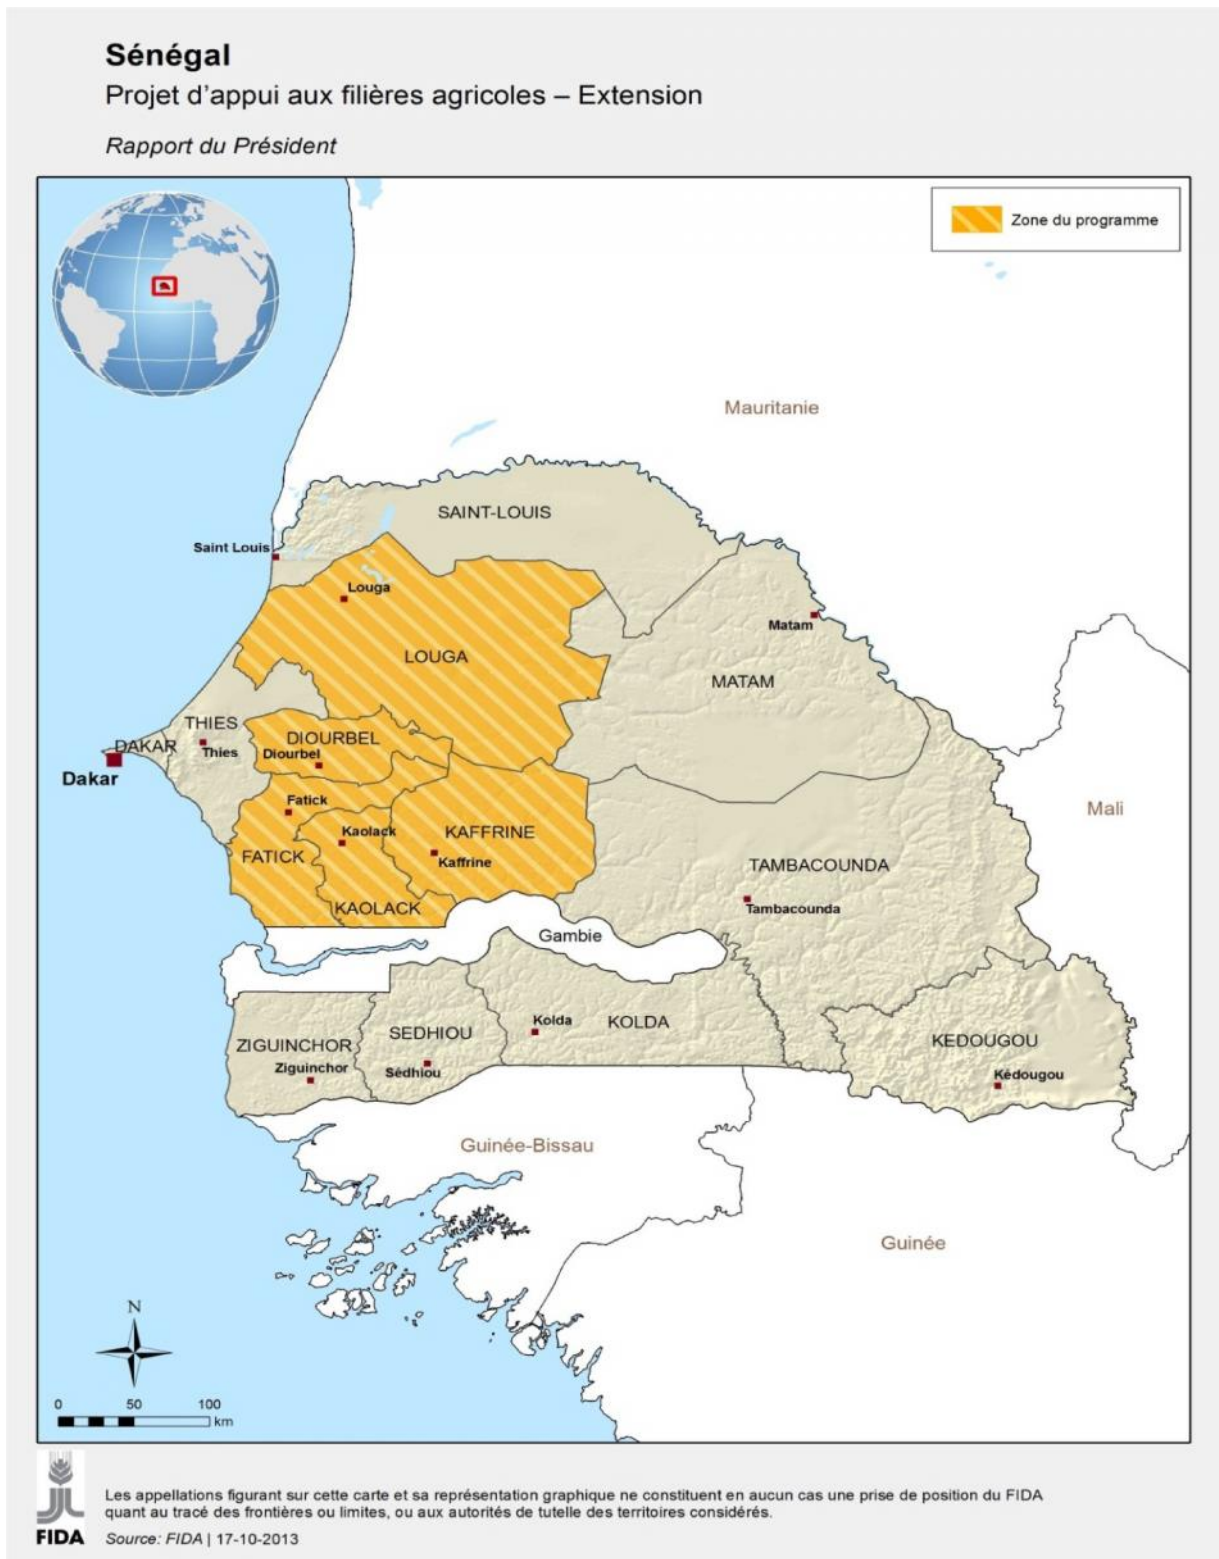 Sénégal
Projet d'appui aux filières agricoles – Extension
Rapport du Président
Zone du programme
Mauritanie
SAINT-LOUIS
Saint Louis
Louga
Matam
LOUGA
MATAM
THIES
DIOURBEL
DAKAR
Thies
Diourbel
Dakar
Fatick
Mali
Kaolack
KAFFRINE
FATICK
Kaffrine
TAMBACOUNDA
KAOLACK
Tambacounda
Gambie
Kolda
KOLDA
SEDHIOU
ZIGUINCHOR
KEDOUGOU
Ziguinchor
Sédhiou
Kédougou
Guinée-Bissau
Guinée
N
0 50 100
km
Les appellations figurant sur cette carte et sa représentation graphique ne constituent en aucun cas une prise de position du FIDA
quant au tracé des frontières ou limites, ou aux autorités de tutelle des territoires considérés.
FIDA
Source: FIDA | 17-10-2013